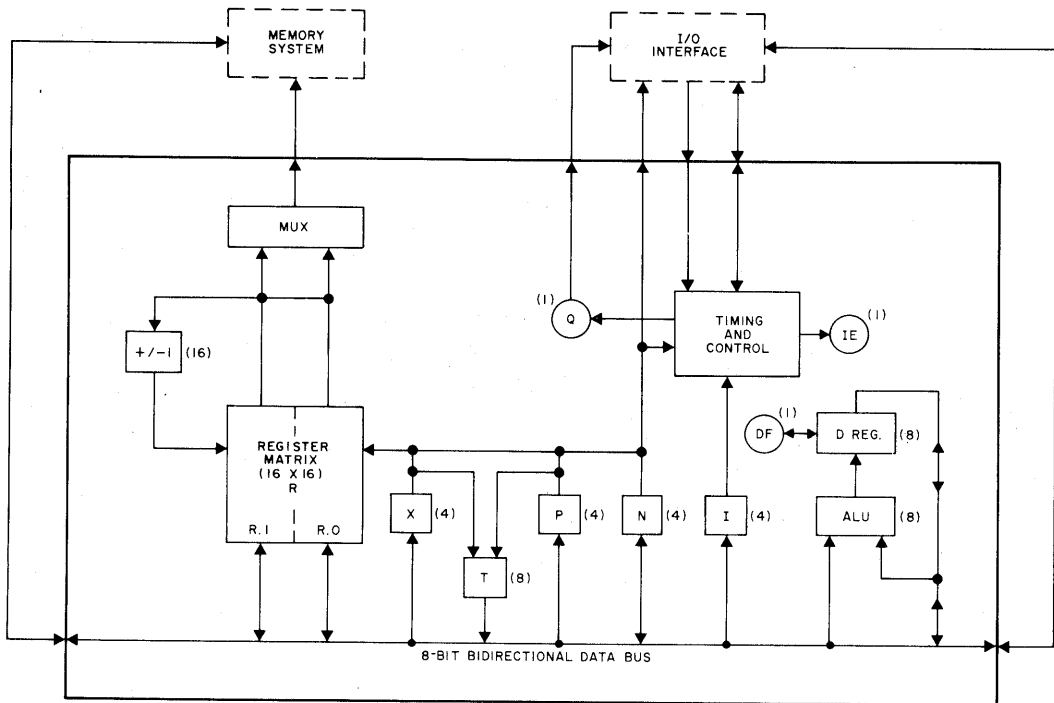 MEMORY
SYSTEM
I/O
INTERFACE
MUX
+/-1 (16)
(1)
Q
TIMING
AND
CONTROL
(1)
IE
REGISTER
MATRIX
(16 X 16)
R
R.1 R.0
X (4)
T (8)
P (4)
N (4)
I (4)
(1)
DF
D REG. (8)
ALU (8)
8-BIT BIDIRECTIONAL DATA BUS